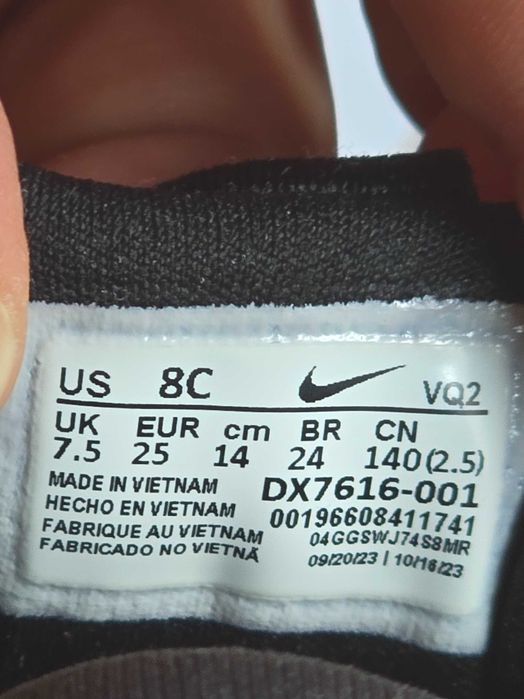 US 8C VQ2
UK EUR cm BR CN
7.5 25 14 24 140(2.5)
MADE IN VIETNAM DX7616-001
HECHO EN VIETNAM 00196608411741
FABRIQUE AU VIETNAM 04GGSWJ74S8MR
FABRICADO NO VIETNÃ 09/20/23 | 10/16/23